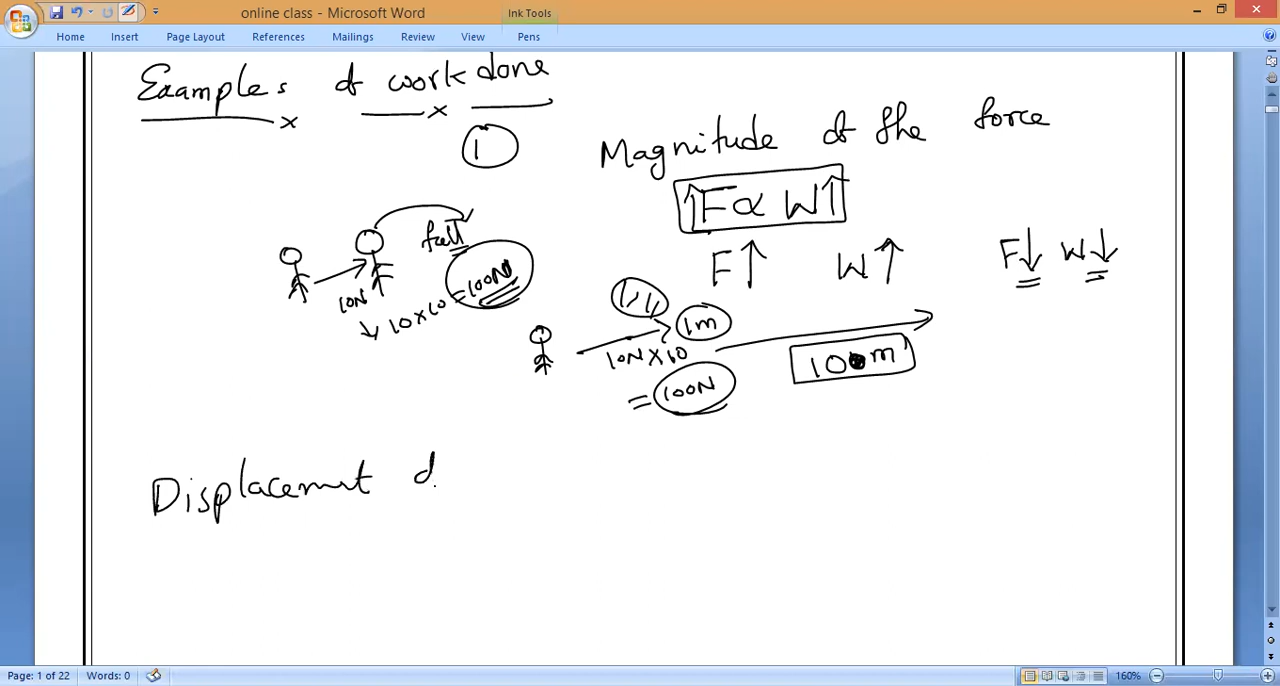 online class - Microsoft Word
Ink Tools
Home Insert Page Layout References Mailings Review View Pens
Examples of work done
1
Magnitude of the force
↑F∝ W↑
F↑ W↑
F↓ W↓
fall
10N
10×10 = 100N
1m
10N×10
= 100N
100m
Displacement d
Page: 1 of 22 Words: 0
160%